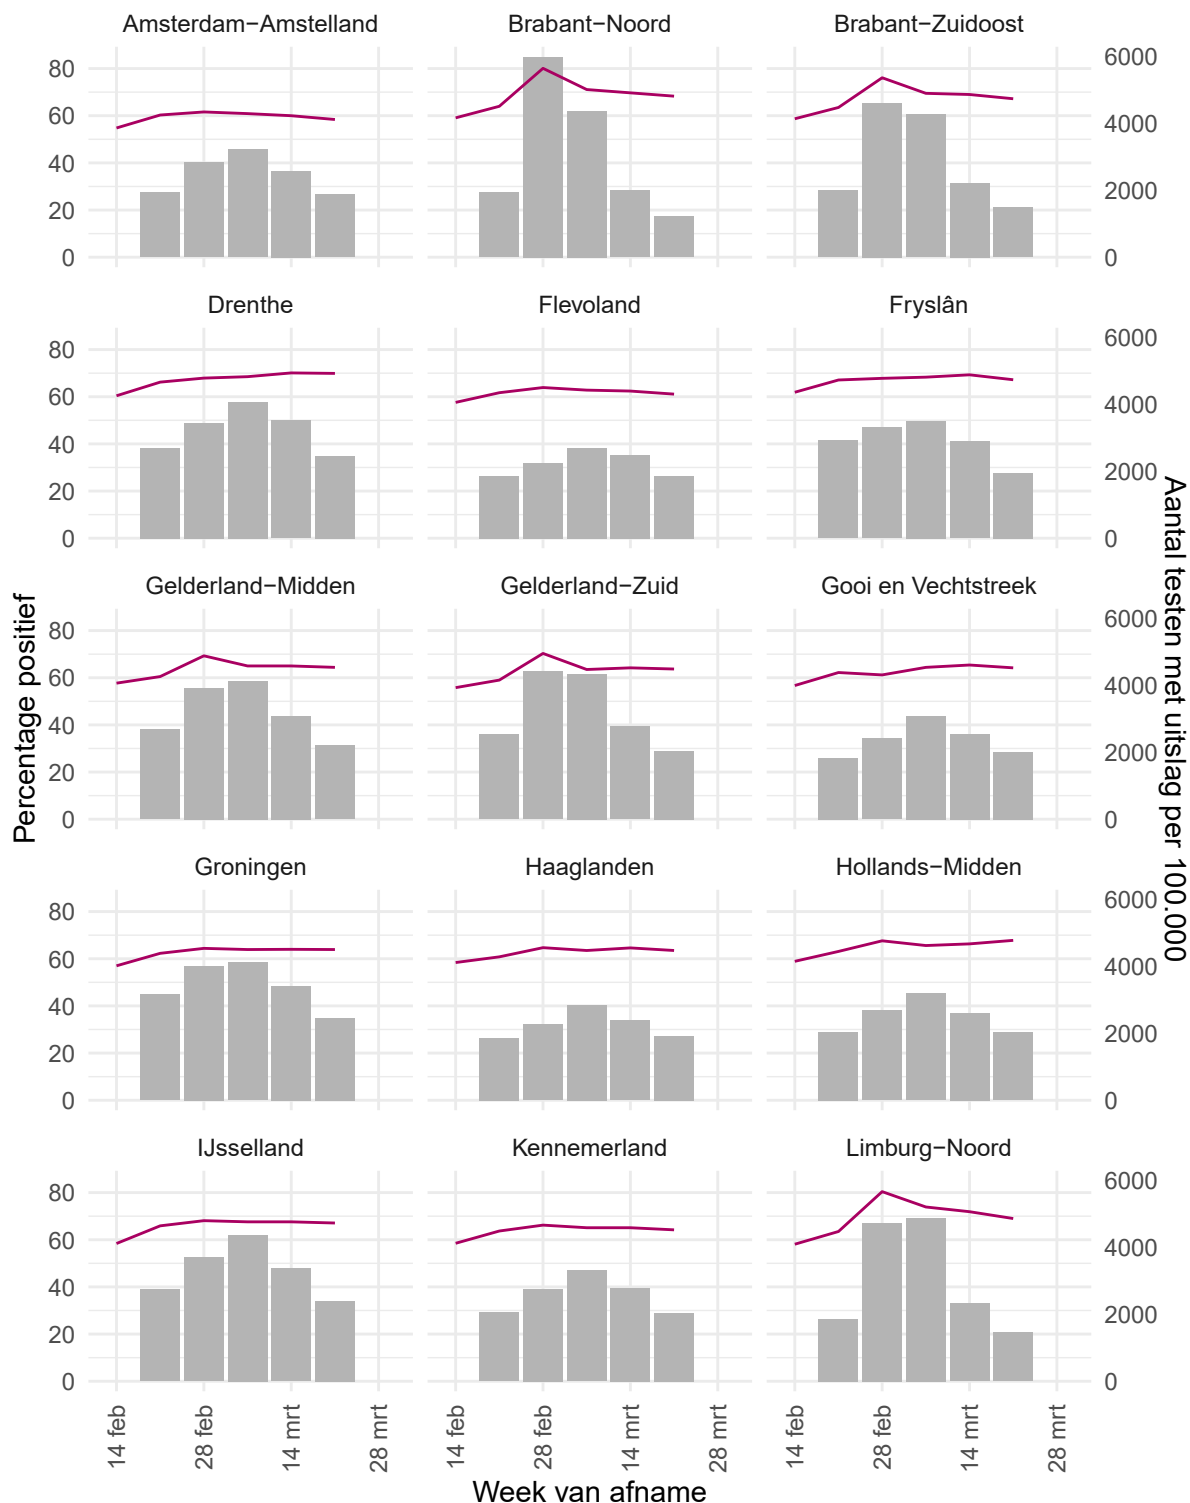 Amsterdam−Amstelland
Brabant−Noord
Brabant−Zuidoost
80
60
40
20
0
6000
4000
2000
0
Drenthe
Flevoland
Fryslân
80
60
40
20
0
6000
4000
2000
0
Gelderland−Midden
Gelderland−Zuid
Gooi en Vechtstreek
80
60
40
20
0
6000
4000
2000
0
Groningen
Haaglanden
Hollands−Midden
80
60
40
20
0
6000
4000
2000
0
IJsselland
Kennemerland
Limburg−Noord
80
60
40
20
0
6000
4000
2000
0
14 feb
28 feb
14 mrt
28 mrt
14 feb
28 feb
14 mrt
28 mrt
14 feb
28 feb
14 mrt
28 mrt
Week van afname
Percentage positief
Aantal testen met uitslag per 100.000